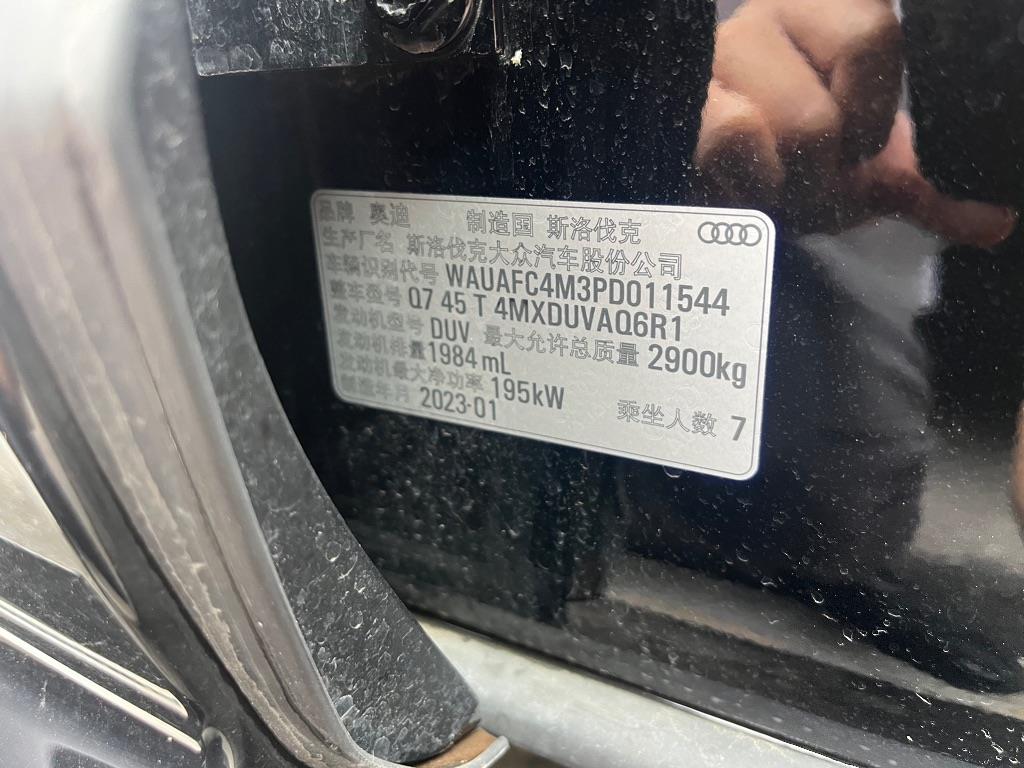 品牌 奥迪 制造国 斯洛伐克
生产厂名 斯洛伐克大众汽车股份公司
车辆识别代号 WAUAFC4M3PD011544
整车型号 Q7 45 T 4MXDUVAQ6R1
发动机型号 DUV 最大允许总质量 2900kg
发动机排量 1984 mL
发动机最大净功率 195kW 乘坐人数 7
制造年月 2023·01